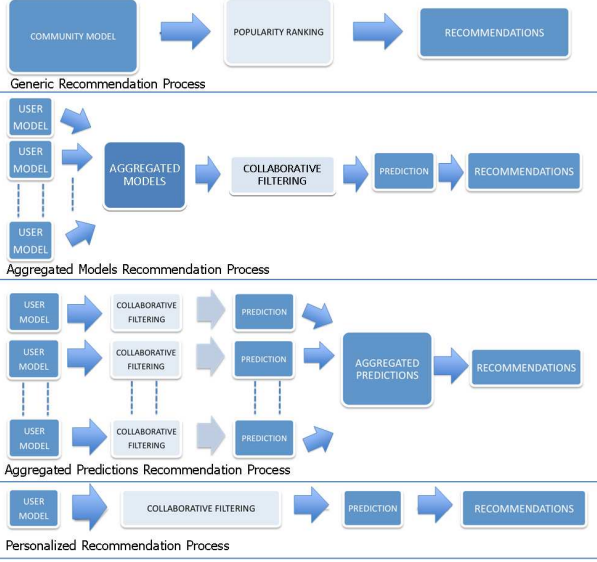 COMMUNITY MODEL
POPULARITY RANKING
RECOMMENDATIONS
Generic Recommendation Process
USER
MODEL
USER
MODEL
USER
MODEL
AGGREGATED
MODELS
COLLABORATIVE
FILTERING
PREDICTION
RECOMMENDATIONS
Aggregated Models Recommendation Process
USER
MODEL
COLLABORATIVE
FILTERING
PREDICTION
USER
MODEL
COLLABORATIVE
FILTERING
PREDICTION
USER
MODEL
COLLABORATIVE
FILTERING
PREDICTION
AGGREGATED
PREDICTIONS
RECOMMENDATIONS
Aggregated Predictions Recommendation Process
USER
MODEL
COLLABORATIVE FILTERING
PREDICTION
RECOMMENDATIONS
Personalized Recommendation Process